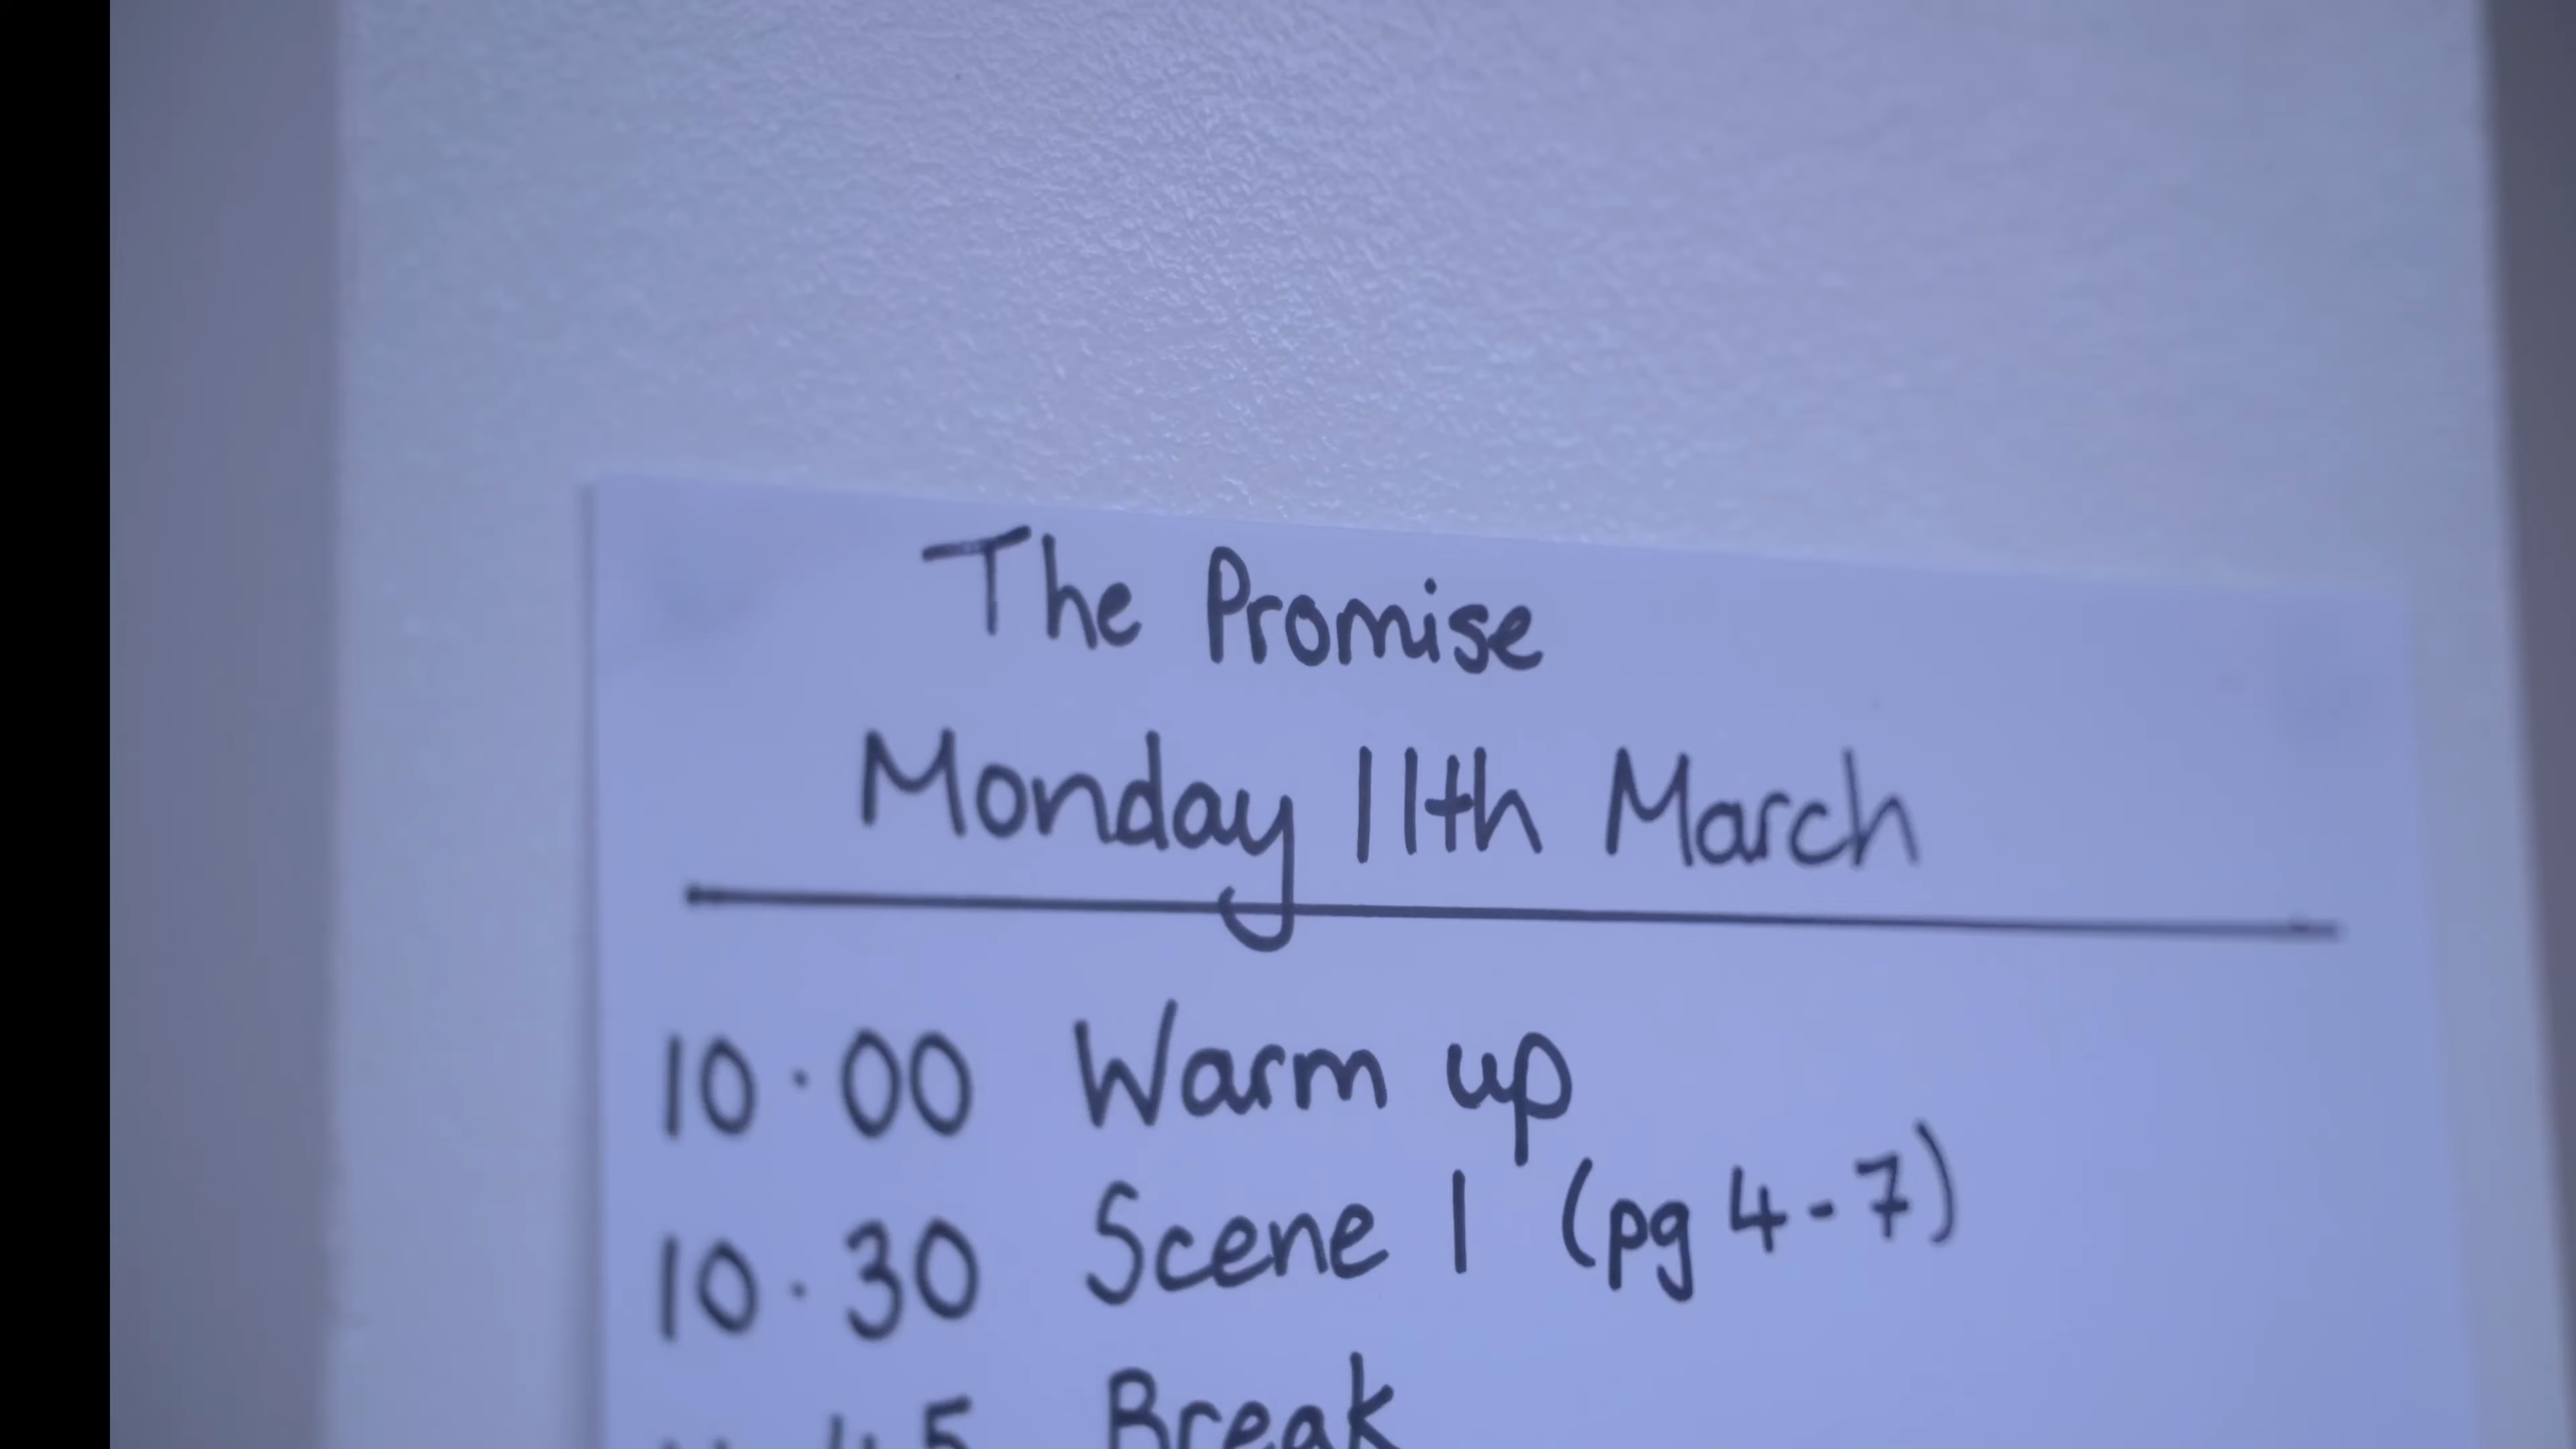 The Promise
Monday 11th March
10.00 Warm up
10.30 Scene 1 (pg 4-7)
Break